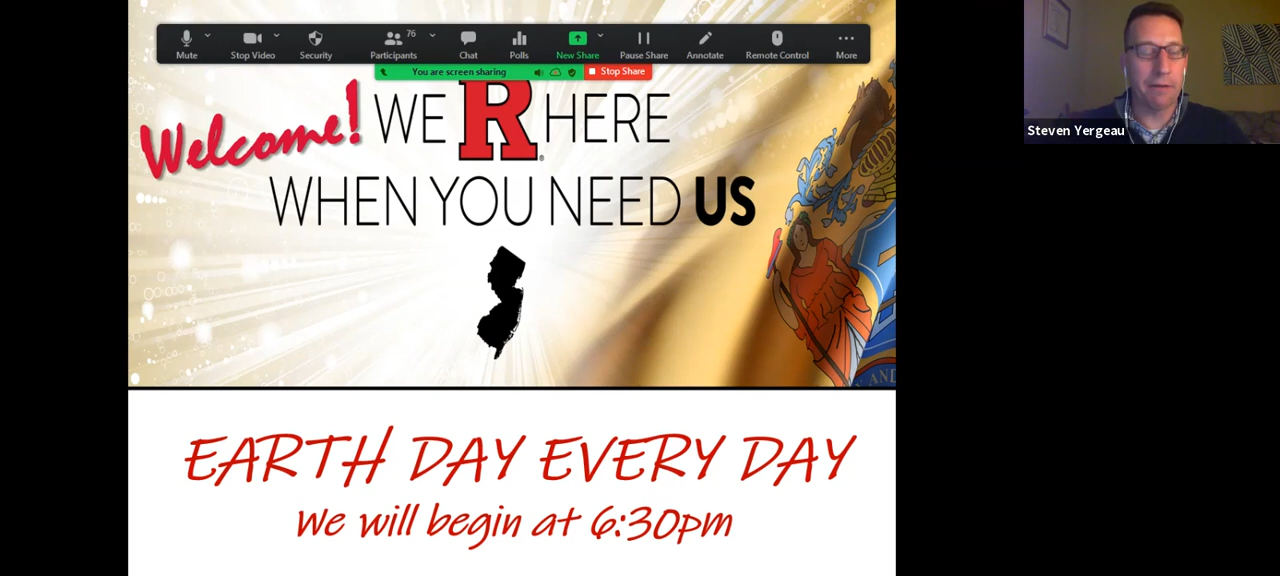 76
Mute
Stop Video
Security
Participants
Chat
Polls
New Share
Pause Share
Annotate
Remote Control
More
You are screen sharing
Stop Share
Welcome! WE R HERE
WHEN YOU NEED US
AND
EARTH DAY EVERY DAY
We will begin at 6:30pm
Steven Yergeau